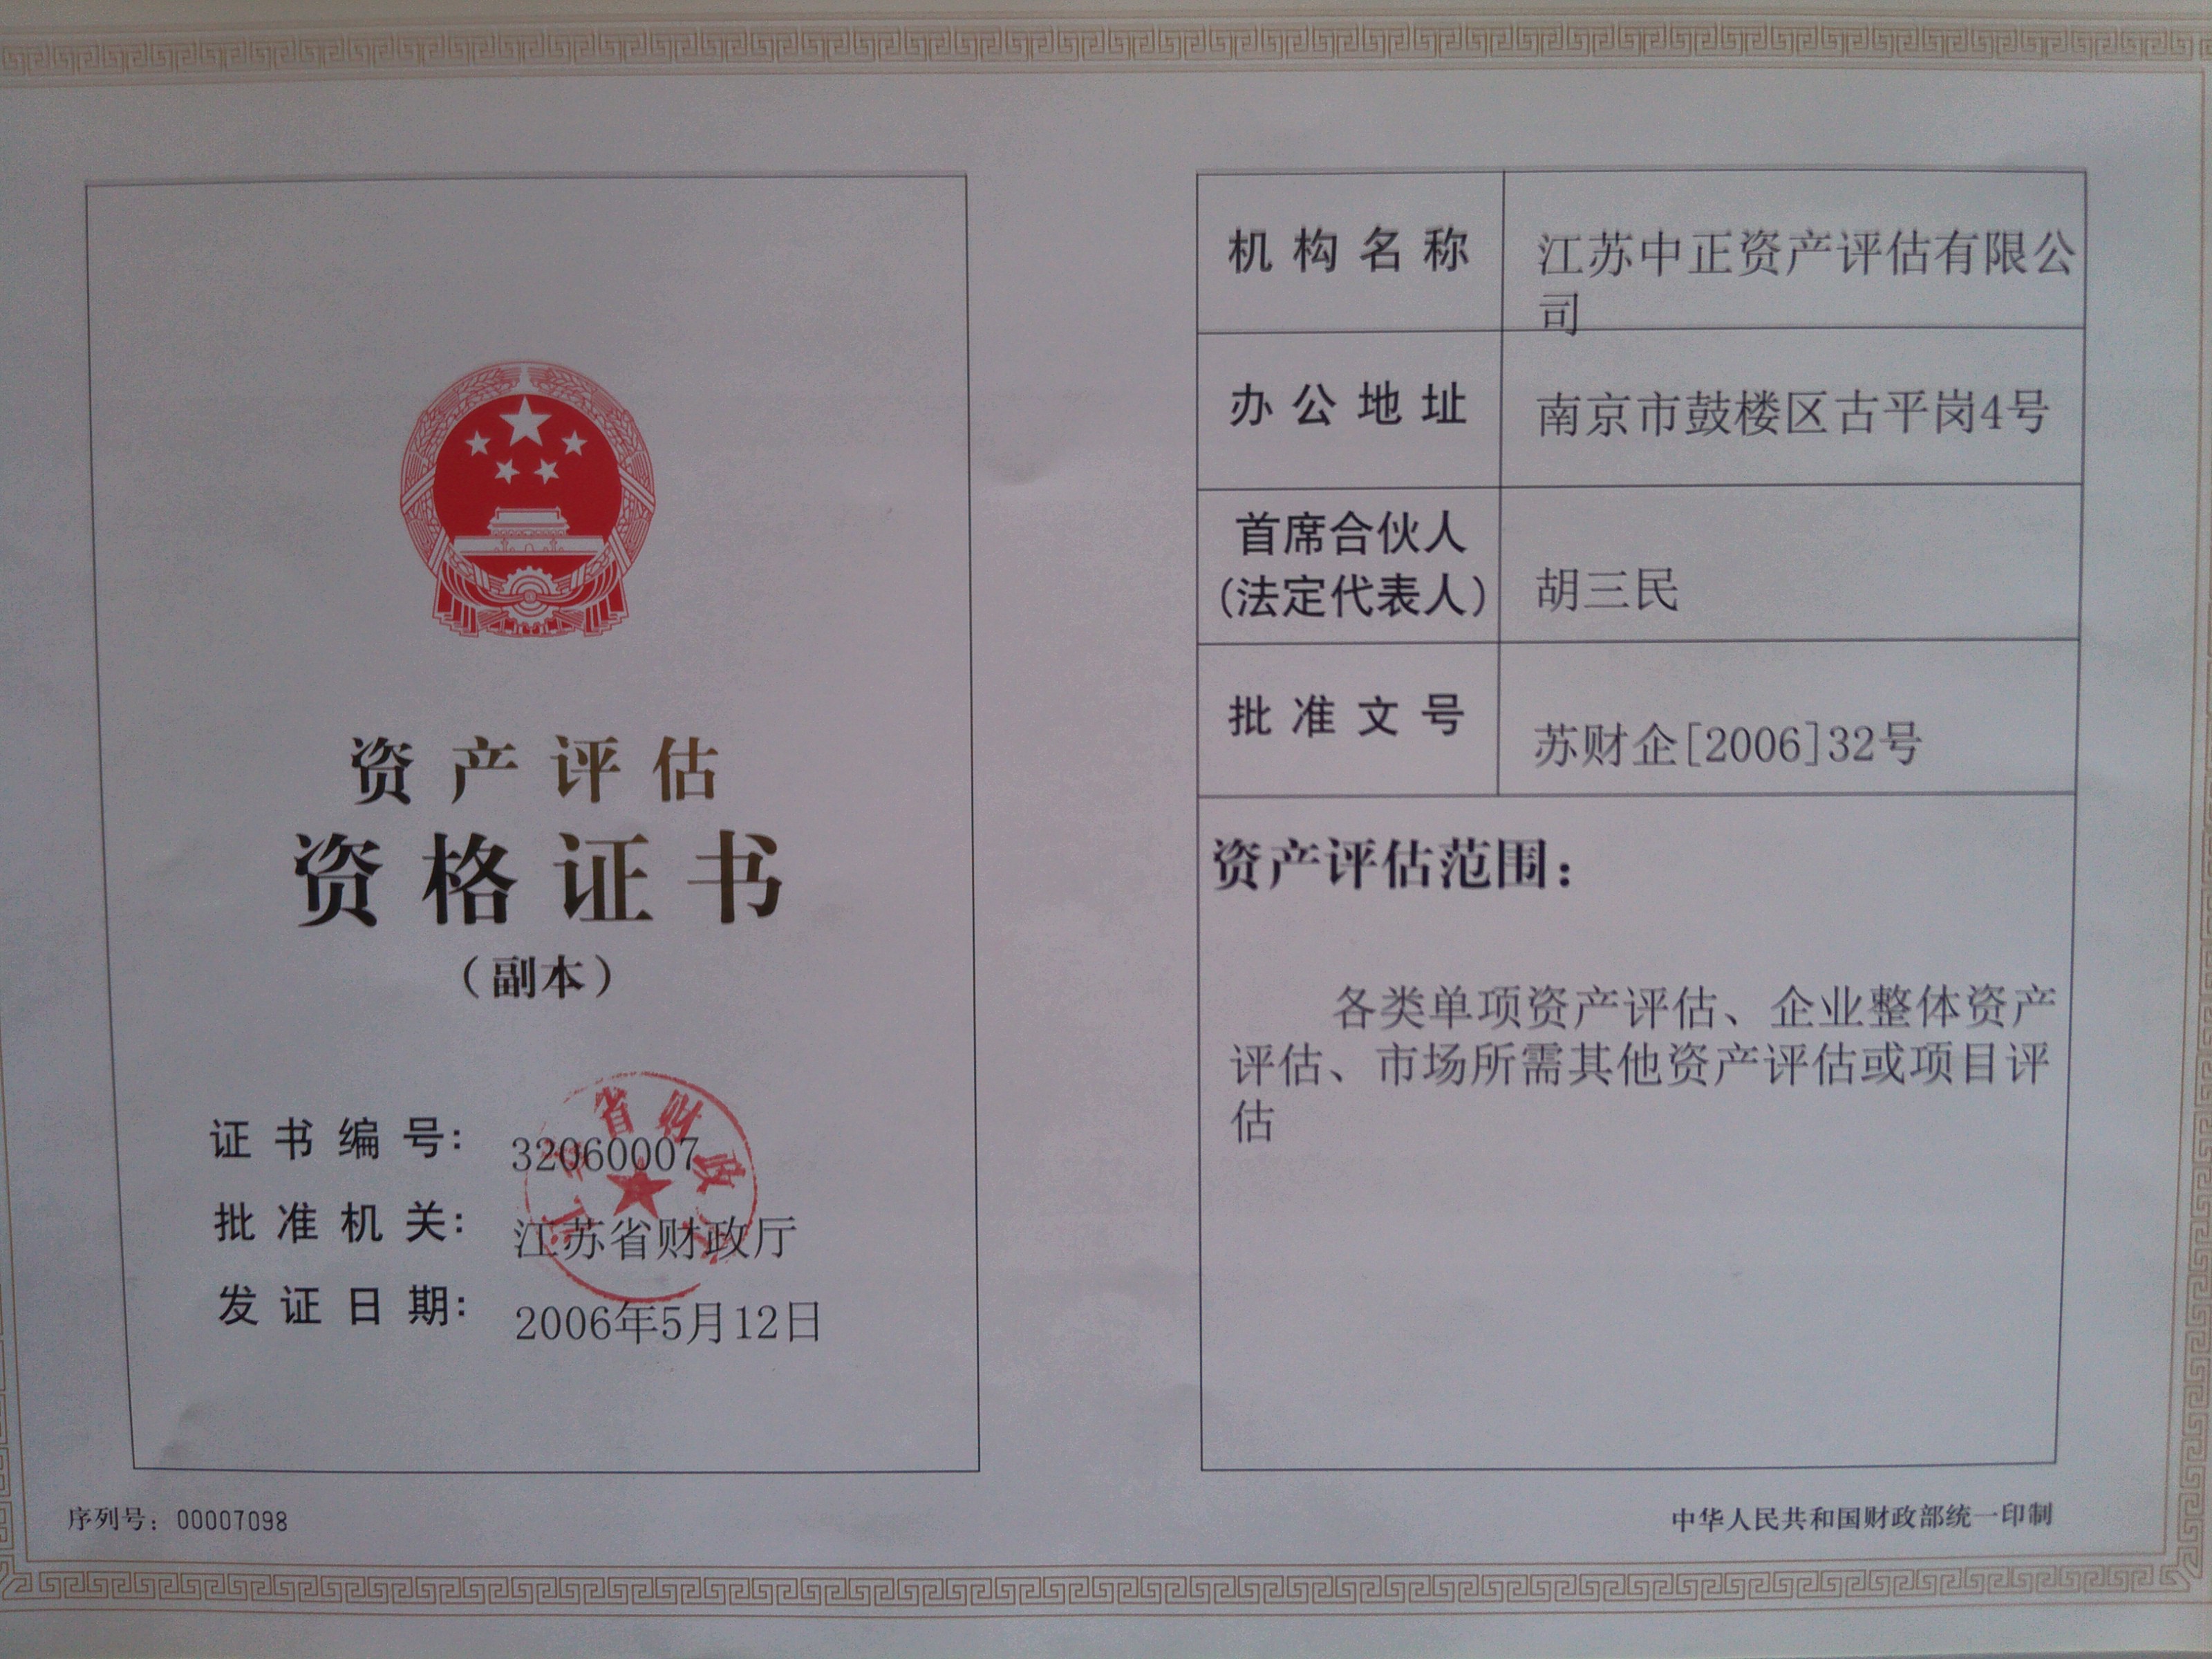 资产评估
资格证书
（副本）
证书编号：32060007
批准机关：江苏省财政厅
发证日期：2006年5月12日
省财政
序列号：00007098
机构名称 江苏中正资产评估有限公
司
办公地址 南京市鼓楼区古平岗4号
首席合伙人
（法定代表人） 胡三民
批准文号 苏财企[2006]32号
资产评估范围：
各类单项资产评估、企业整体资产
评估、市场所需其他资产评估或项目评
估
中华人民共和国财政部统一印制